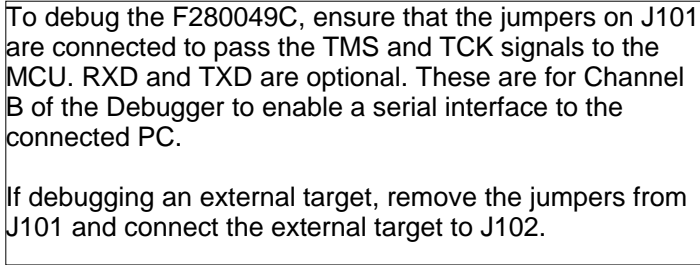 To debug the F280049C, ensure that the jumpers on J101
are connected to pass the TMS and TCK signals to the
MCU. RXD and TXD are optional. These are for Channel
B of the Debugger to enable a serial interface to the
connected PC.
If debugging an external target, remove the jumpers from
J101 and connect the external target to J102.